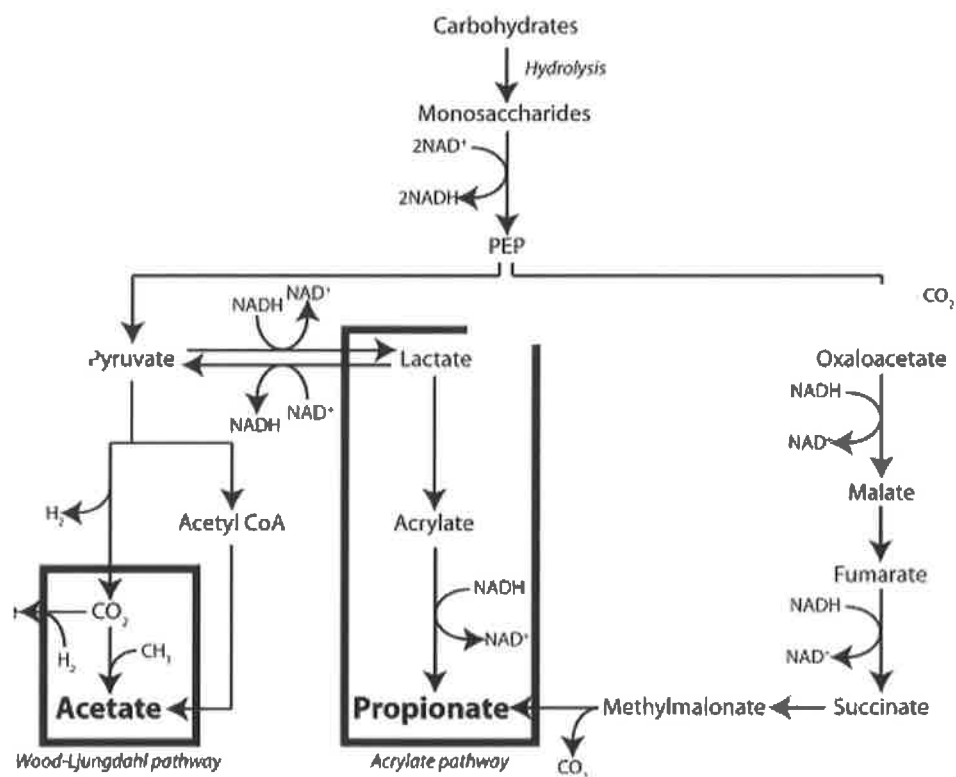 Carbohydrates
Hydrolysis
Monosaccharides
2NAD⁺
2NADH
PEP
CO₂
NADH NAD⁺
Pyruvate
Lactate
Oxaloacetate
NADH NAD⁺
NADH
NAD⁺
Malate
H₂
Acetyl CoA
Acrylate
Fumarate
NADH
NADH
CO₂
NAD⁺
NAD⁺
H₂
CH₃
Acetate
Propionate
Methylmalonate
Succinate
Wood-Ljungdahl pathway
Acrylate pathway
CO₂